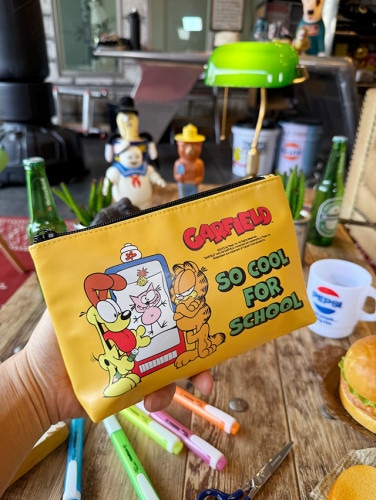 GARFIELD
SO COOL
FOR
SCHOOL
PEPSI